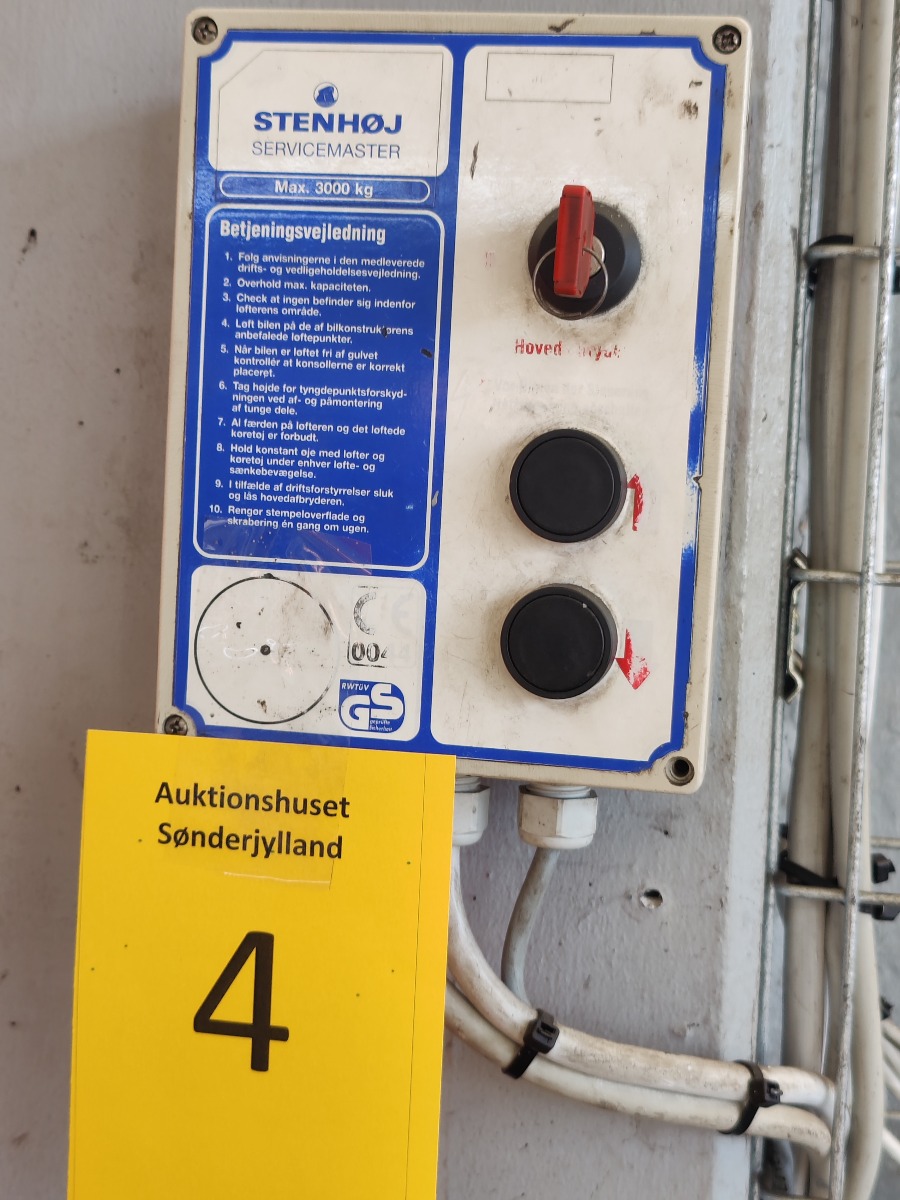 STENHØJ
SERVICEMASTER
Max. 3000 kg
Betjeningsvejledning
1. Følg anvisningerne i den medleverede
drifts- og vedligeholdelsesvejledning.
2. Overhold max. kapaciteten.
3. Check at ingen befinder sig indenfor
løfterens område.
4. Løft bilen på de af bilkonstruktørens
anbefalede løftepunkter.
5. Når bilen er løftet fri af gulvet
kontrollér at konsollerne er korrekt
placeret.
6. Tag højde for tyngdepunktsforskyd-
ningen ved af- og påmontering
af tunge dele.
7. Al færden på løfteren og det løftede
køretøj er forbudt.
8. Hold konstant øje med løfter og
køretøj under enhver løfte- og
sænkebevægelse.
9. I tilfælde af driftsforstyrrelser sluk
og lås hovedafbryderen.
10. Rengør stempeloverflade og
skrabering én gang om ugen.
Hoved
004
RWTÜV
GS
geprüfte
Sicherheit
Auktionshuset
Sønderjylland
4